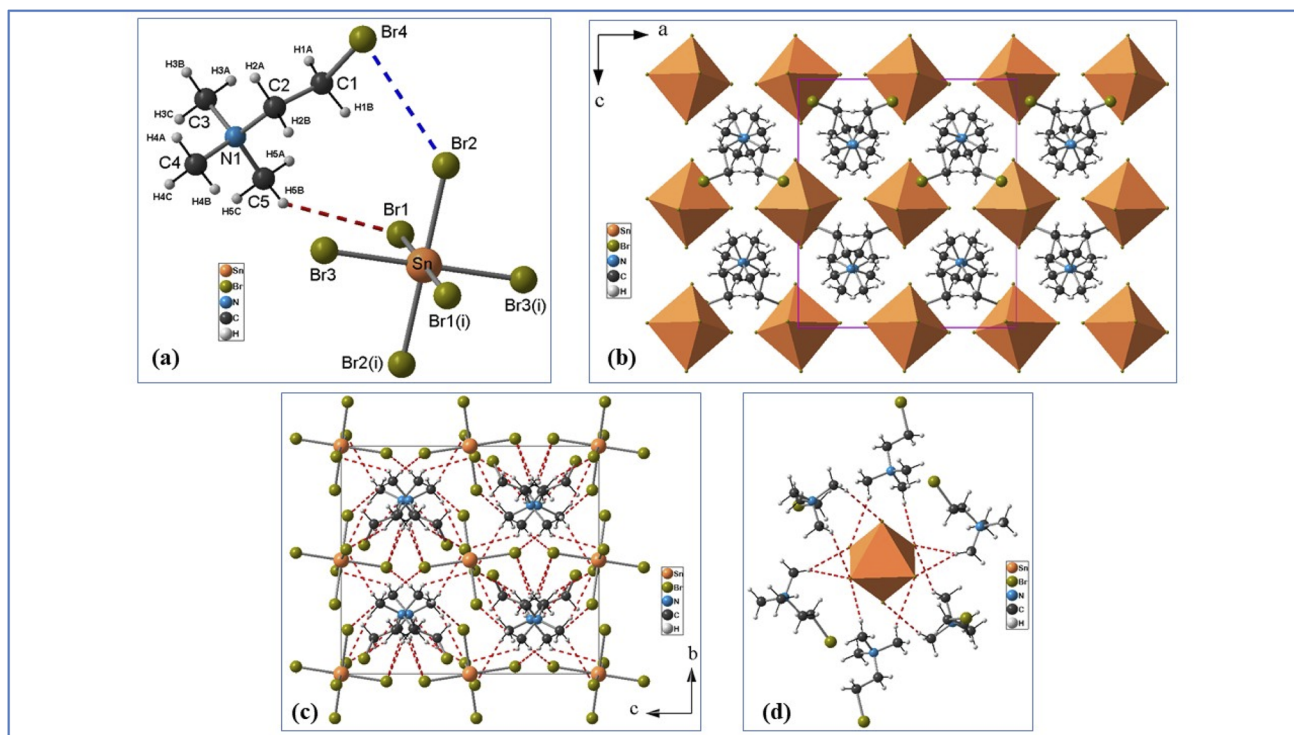 Br4
H1A
H3B
H3A
H2A
C2
C1
H3C
H1B
C3
H2B
H4A
N1
Br2
C4
H5A
H4C
H5B
H4B
H5C
C5
Br1
Br3
Sn
Br3(i)
Br1(i)
Br2(i)
Sn
Br
N
C
H
(a)
a
c
Sn
Br
N
C
H
(b)
Sn
Br
N
C
H
b
c
(c)
Sn
Br
N
C
H
(d)